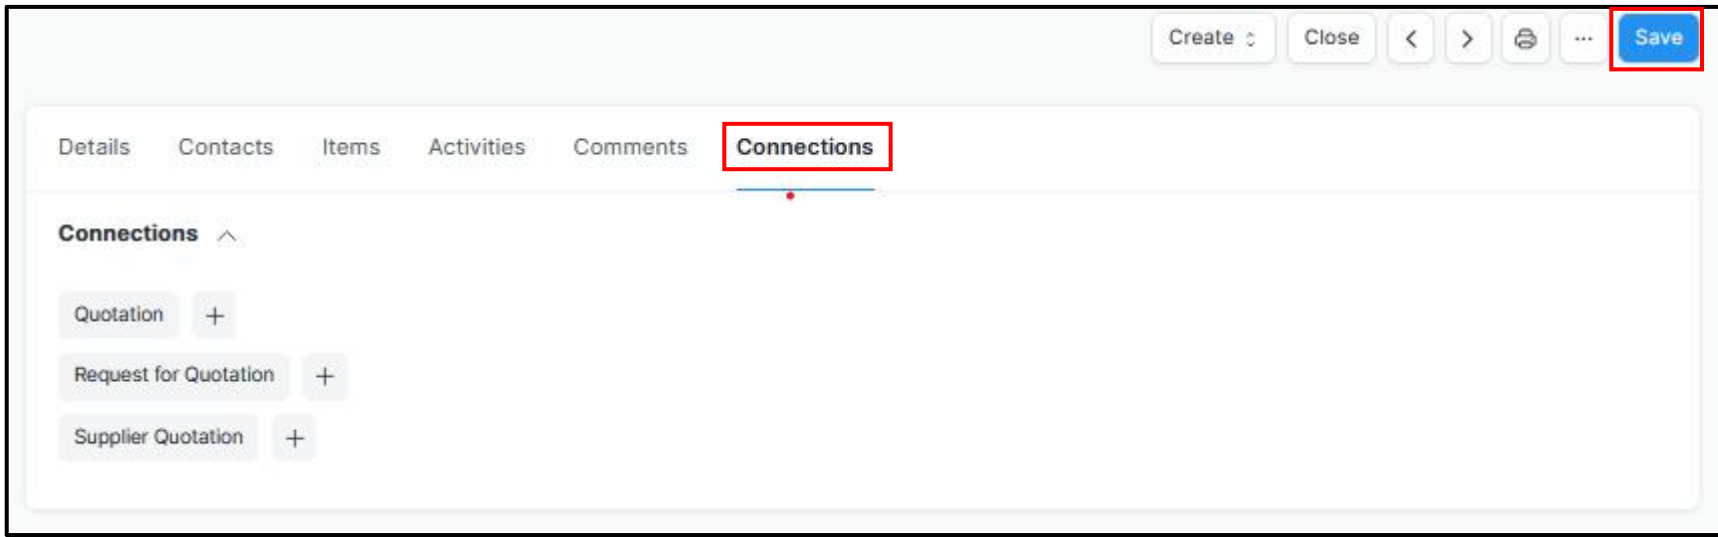 Create Close ... Save
Details Contacts Items Activities Comments Connections
Connections
Quotation +
Request for Quotation +
Supplier Quotation +